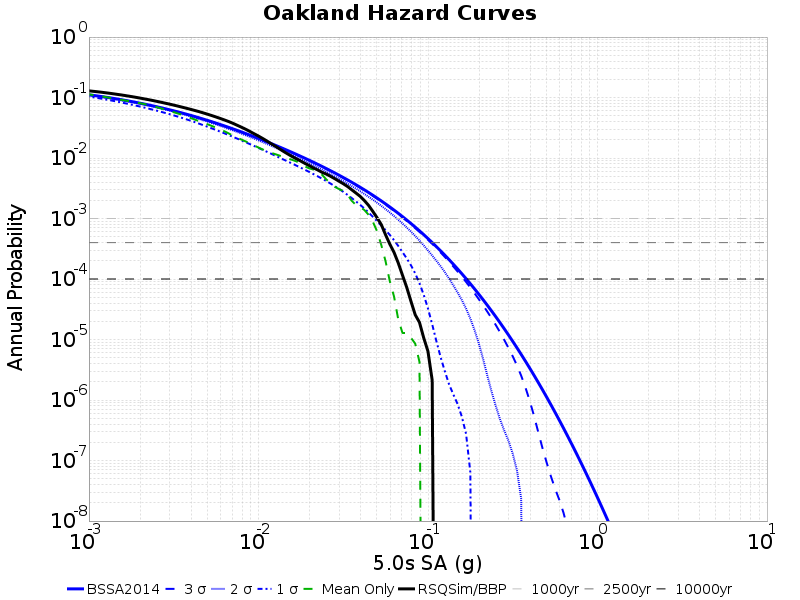 Oakland Hazard Curves
10^0
10^-1
10^-2
10^-3
10^-4
10^-5
10^-6
10^-7
10^-8
Annual Probability
10^-3 10^-2 10^-1 10^0 10^1
5.0s SA (g)
BSSA2014 3 σ 2 σ 1 σ Mean Only RSQSim/BBP 1000yr 2500yr 10000yr